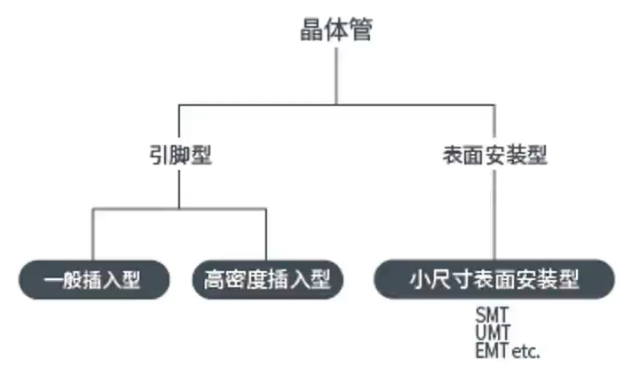 晶体管
引脚型
表面安装型
一般插入型
高密度插入型
小尺寸表面安装型
SMT
UMT
EMT etc.